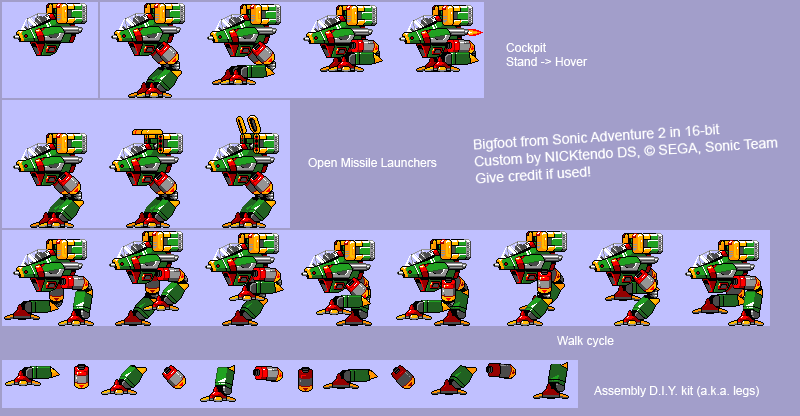 Cockpit
Stand -> Hover
Open Missile Launchers
Bigfoot from Sonic Adventure 2 in 16-bit
Custom by NICKtendo DS, © SEGA, Sonic Team
Give credit if used!
Walk cycle
Assembly D.I.Y. kit (a.k.a. legs)